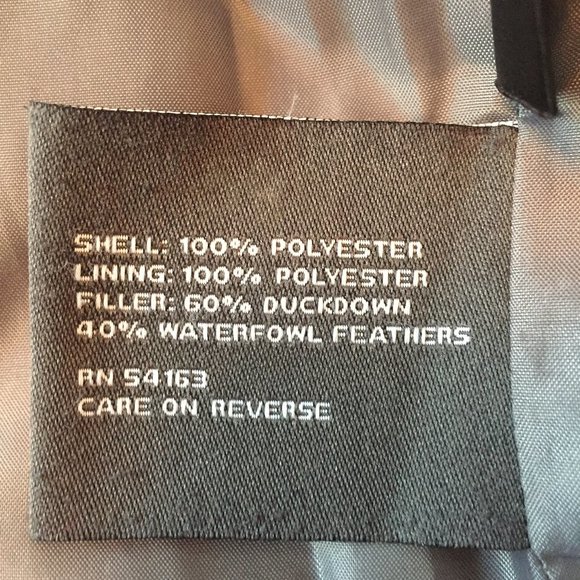 SHELL: 100% POLYESTER
LINING: 100% POLYESTER
FILLER: 60% DUCKDOWN
40% WATERFOWL FEATHERS
RN 54163
CARE ON REVERSE